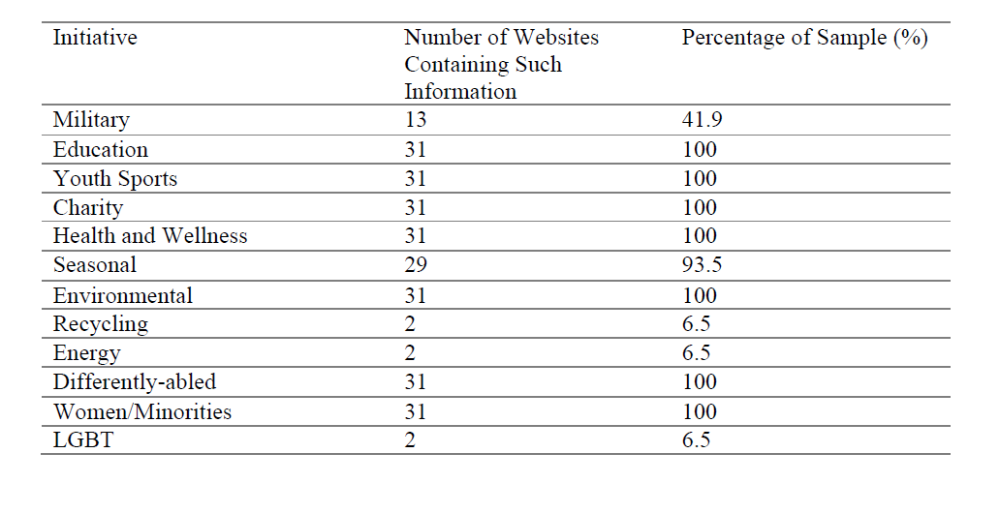 Initiative Number of Websites Percentage of Sample (%)
Containing Such
Information
Military 13 41.9
Education 31 100
Youth Sports 31 100
Charity 31 100
Health and Wellness 31 100
Seasonal 29 93.5
Environmental 31 100
Recycling 2 6.5
Energy 2 6.5
Differently-abled 31 100
Women/Minorities 31 100
LGBT 2 6.5